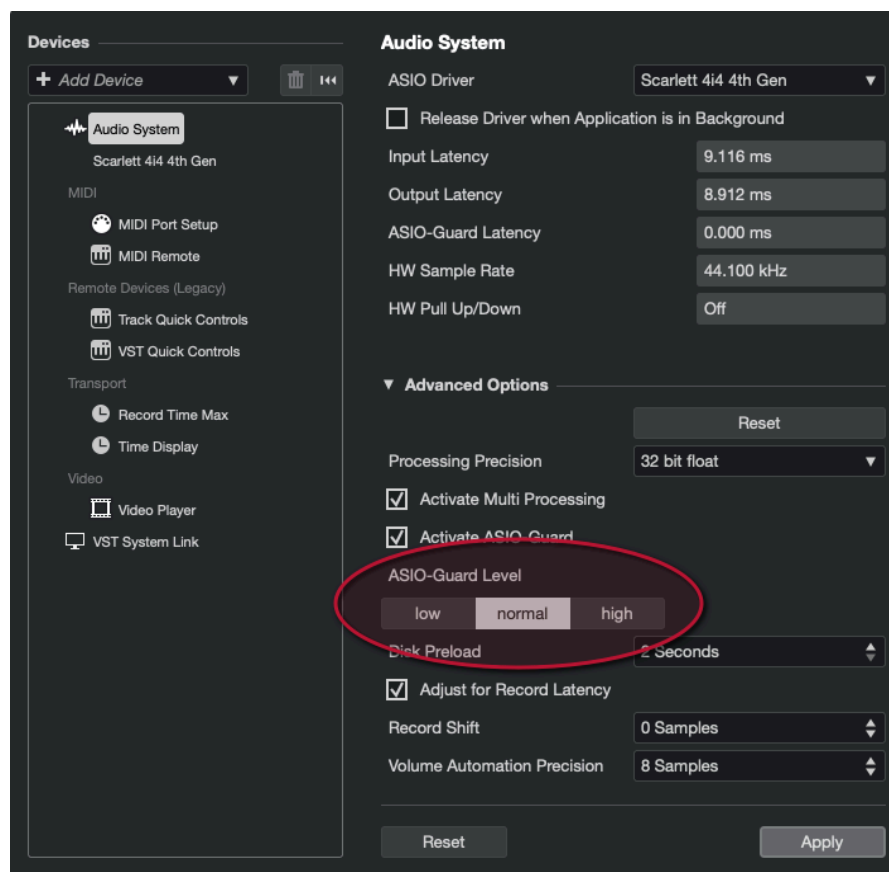 Devices
Add Device
Audio System
Scarlett 4i4 4th Gen
MIDI
MIDI Port Setup
MIDI Remote
Remote Devices (Legacy)
Track Quick Controls
VST Quick Controls
Transport
Record Time Max
Time Display
Video
Video Player
VST System Link
Audio System
ASIO Driver Scarlett 4i4 4th Gen
Release Driver when Application is in Background
Input Latency 9.116 ms
Output Latency 8.912 ms
ASIO-Guard Latency 0.000 ms
HW Sample Rate 44.100 kHz
HW Pull Up/Down Off
Advanced Options
Reset
Processing Precision 32 bit float
Activate Multi Processing
Activate ASIO-Guard
ASIO-Guard Level
low normal high
Disk Preload 2 Seconds
Adjust for Record Latency
Record Shift 0 Samples
Volume Automation Precision 8 Samples
Reset Apply